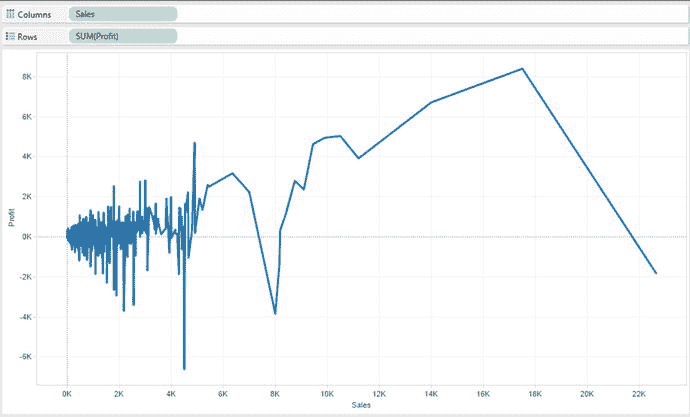 Columns Sales
Rows SUM(Profit)
8K
6K
4K
2K
0K
-2K
-4K
-6K
Profit
0K 2K 4K 6K 8K 10K 12K 14K 16K 18K 20K 22K
Sales